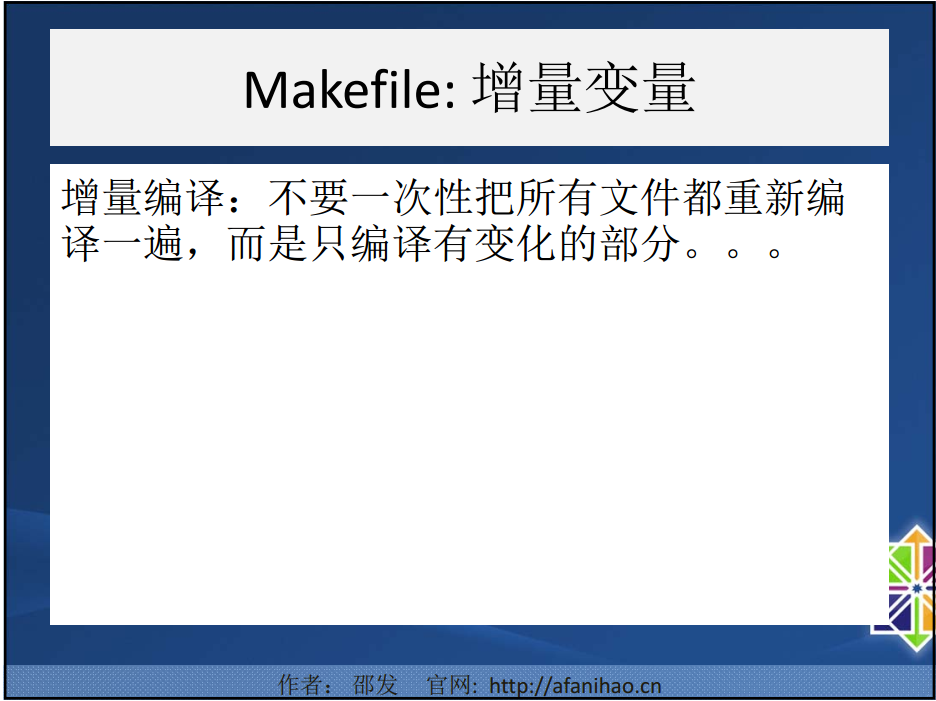 Makefile: 增量变量
增量编译：不要一次性把所有文件都重新编
译一遍，而是只编译有变化的部分。。。
作者： 邵发 官网: http://afanihao.cn